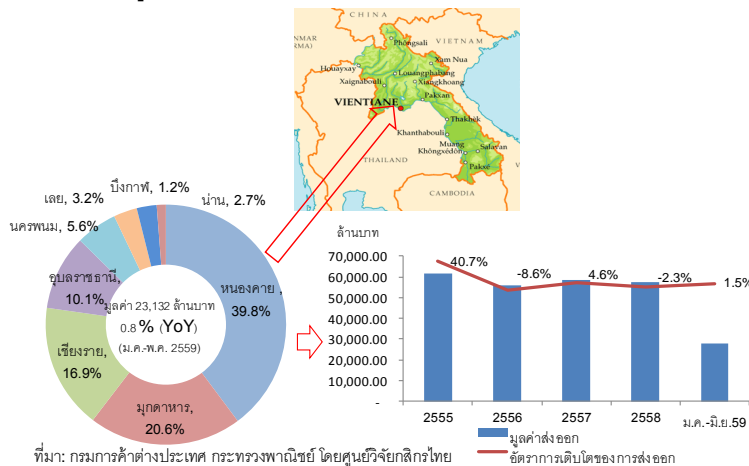 CHINA
VIETNAM
NMAR
RMA)
Phôngsali
Xam Nua
Houayxay
Louangphabang
Xaignabouli
Xiangkhoang
Pakxan
VIENTIANE
Thakhèk
Khanthabouli
Muang
Khôngxédôn
Salavan
Pakxé
THAILAND
CAMBODIA
V
บึงกาฬ, 1.2%
เลย, 3.2%
น่าน, 2.7%
นครพนม, 5.6%
อุบลราชธานี,
10.1%
เชียงราย,
16.9%
มุกดาหาร,
20.6%
หนองคาย ,
39.8%
มูลค่า 23,132 ล้านบาท
0.8 % (YoY)
(ม.ค.-พ.ค. 2559)
ล้านบาท
70,000.00
60,000.00
50,000.00
40,000.00
30,000.00
20,000.00
10,000.00
-
40.7%
-8.6%
4.6%
-2.3%
1.5%
2555
2556
2557
2558
ม.ค.-มิ.ย.59
มูลค่าส่งออก
อัตราการเติบโตของการส่งออก
ที่มา: กรมการค้าต่างประเทศ กระทรวงพาณิชย์ โดยศูนย์วิจัยกสิกรไทย